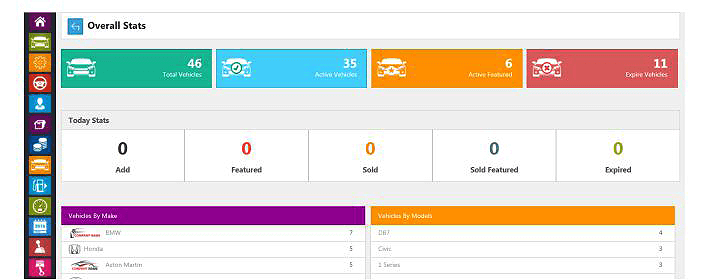 Overall Stats
46
Total Vehicles
35
Active Vehicles
6
Active Featured
11
Expire Vehicles
Today Stats
0 0 0 0 0
Add Featured Sold Sold Featured Expired
Vehicles By Make
BMW 7
Honda 5
Aston Martin 5
Vehicles By Models
DB7 4
Civic 3
1 Series 3